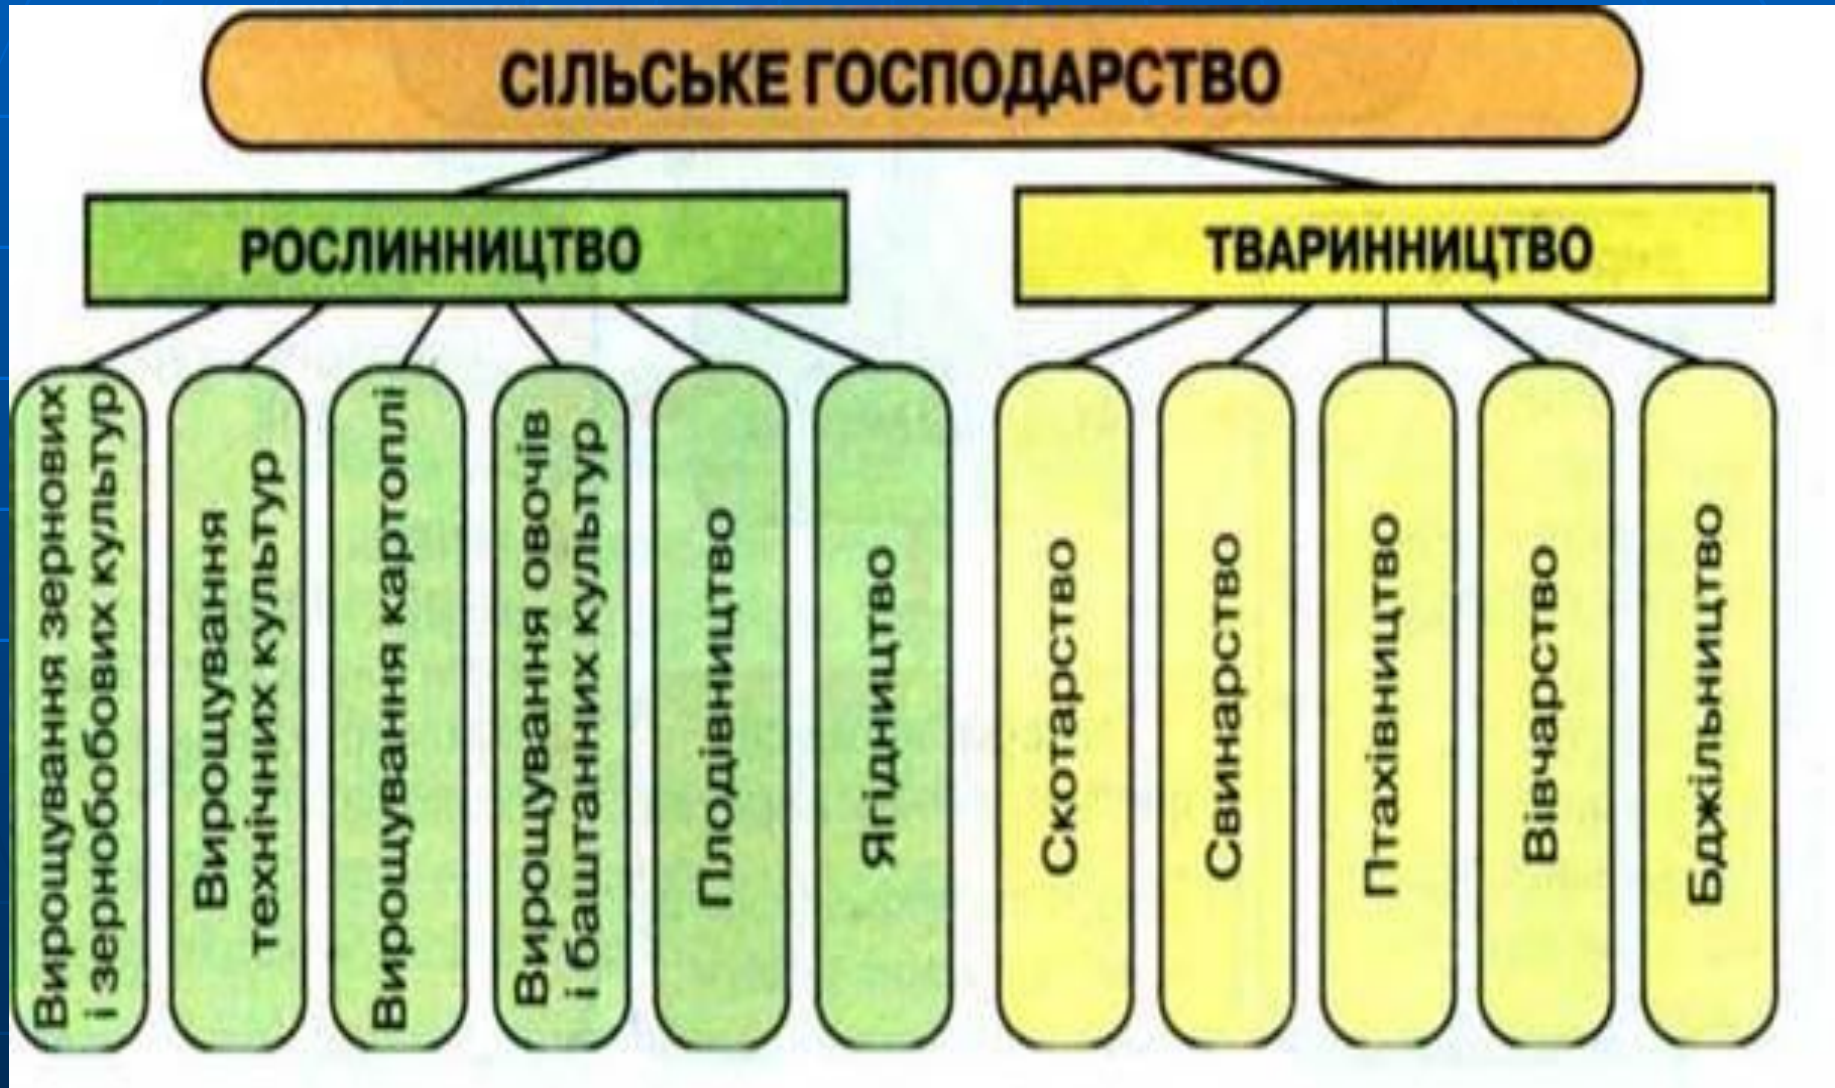 СІЛЬСЬКЕ ГОСПОДАРСТВО
РОСЛИННИЦТВО
ТВАРИННИЦТВО
Вирощування зернових
і зернобобових культур
Вирощування
технічних культур
Вирощування картоплі
Вирощування овочів
і баштанних культур
Плодівництво
Ягідництво
Скотарство
Свинарство
Птахівництво
Вівчарство
Бджільництво